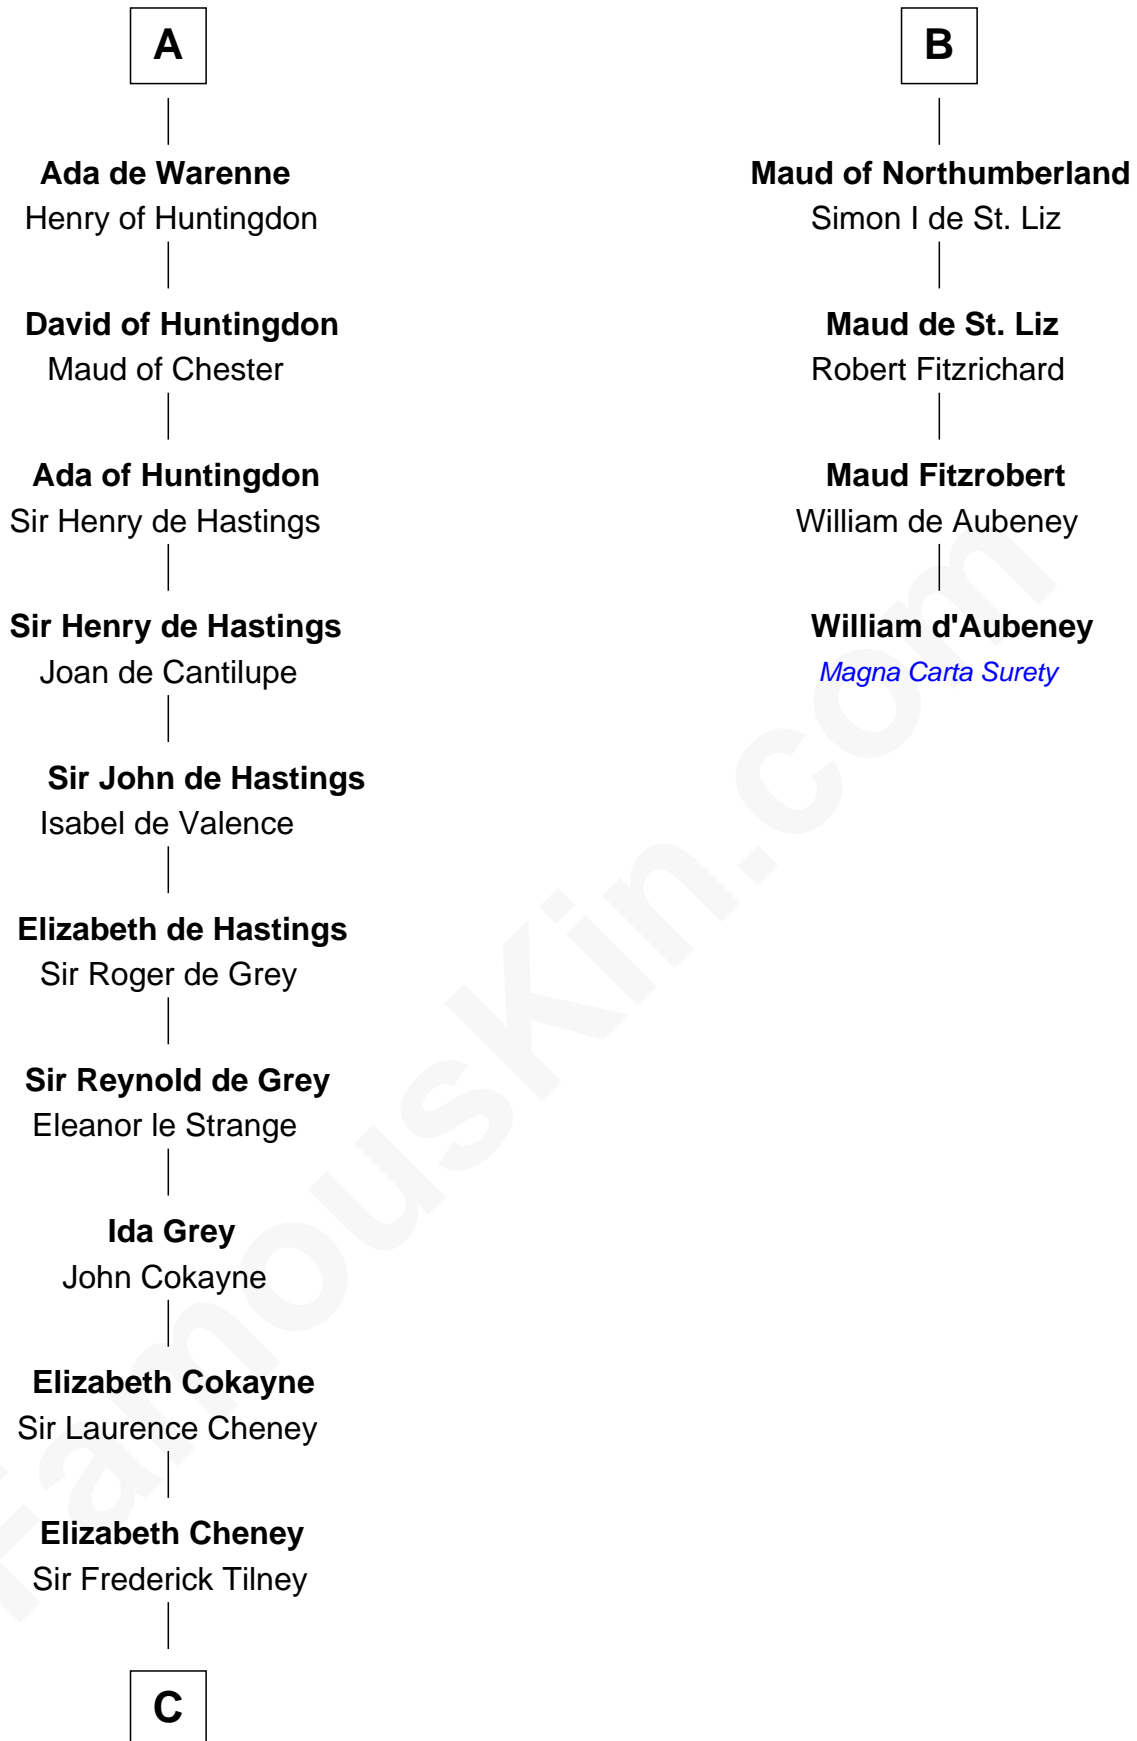 A
Ada de Warenne
Henry of Huntingdon
David of Huntingdon
Maud of Chester
Ada of Huntingdon
Sir Henry de Hastings
Sir Henry de Hastings
Joan de Cantilupe
Sir John de Hastings
Isabel de Valence
Elizabeth de Hastings
Sir Roger de Grey
Sir Reynold de Grey
Eleanor le Strange
Ida Grey
John Cokayne
Elizabeth Cokayne
Sir Laurence Cheney
Elizabeth Cheney
Sir Frederick Tilney
C
B
Maud of Northumberland
Simon I de St. Liz
Maud de St. Liz
Robert Fitzrichard
Maud Fitzrobert
William de Aubeney
William d'Aubeney
Magna Carta Surety
FamousKin.com